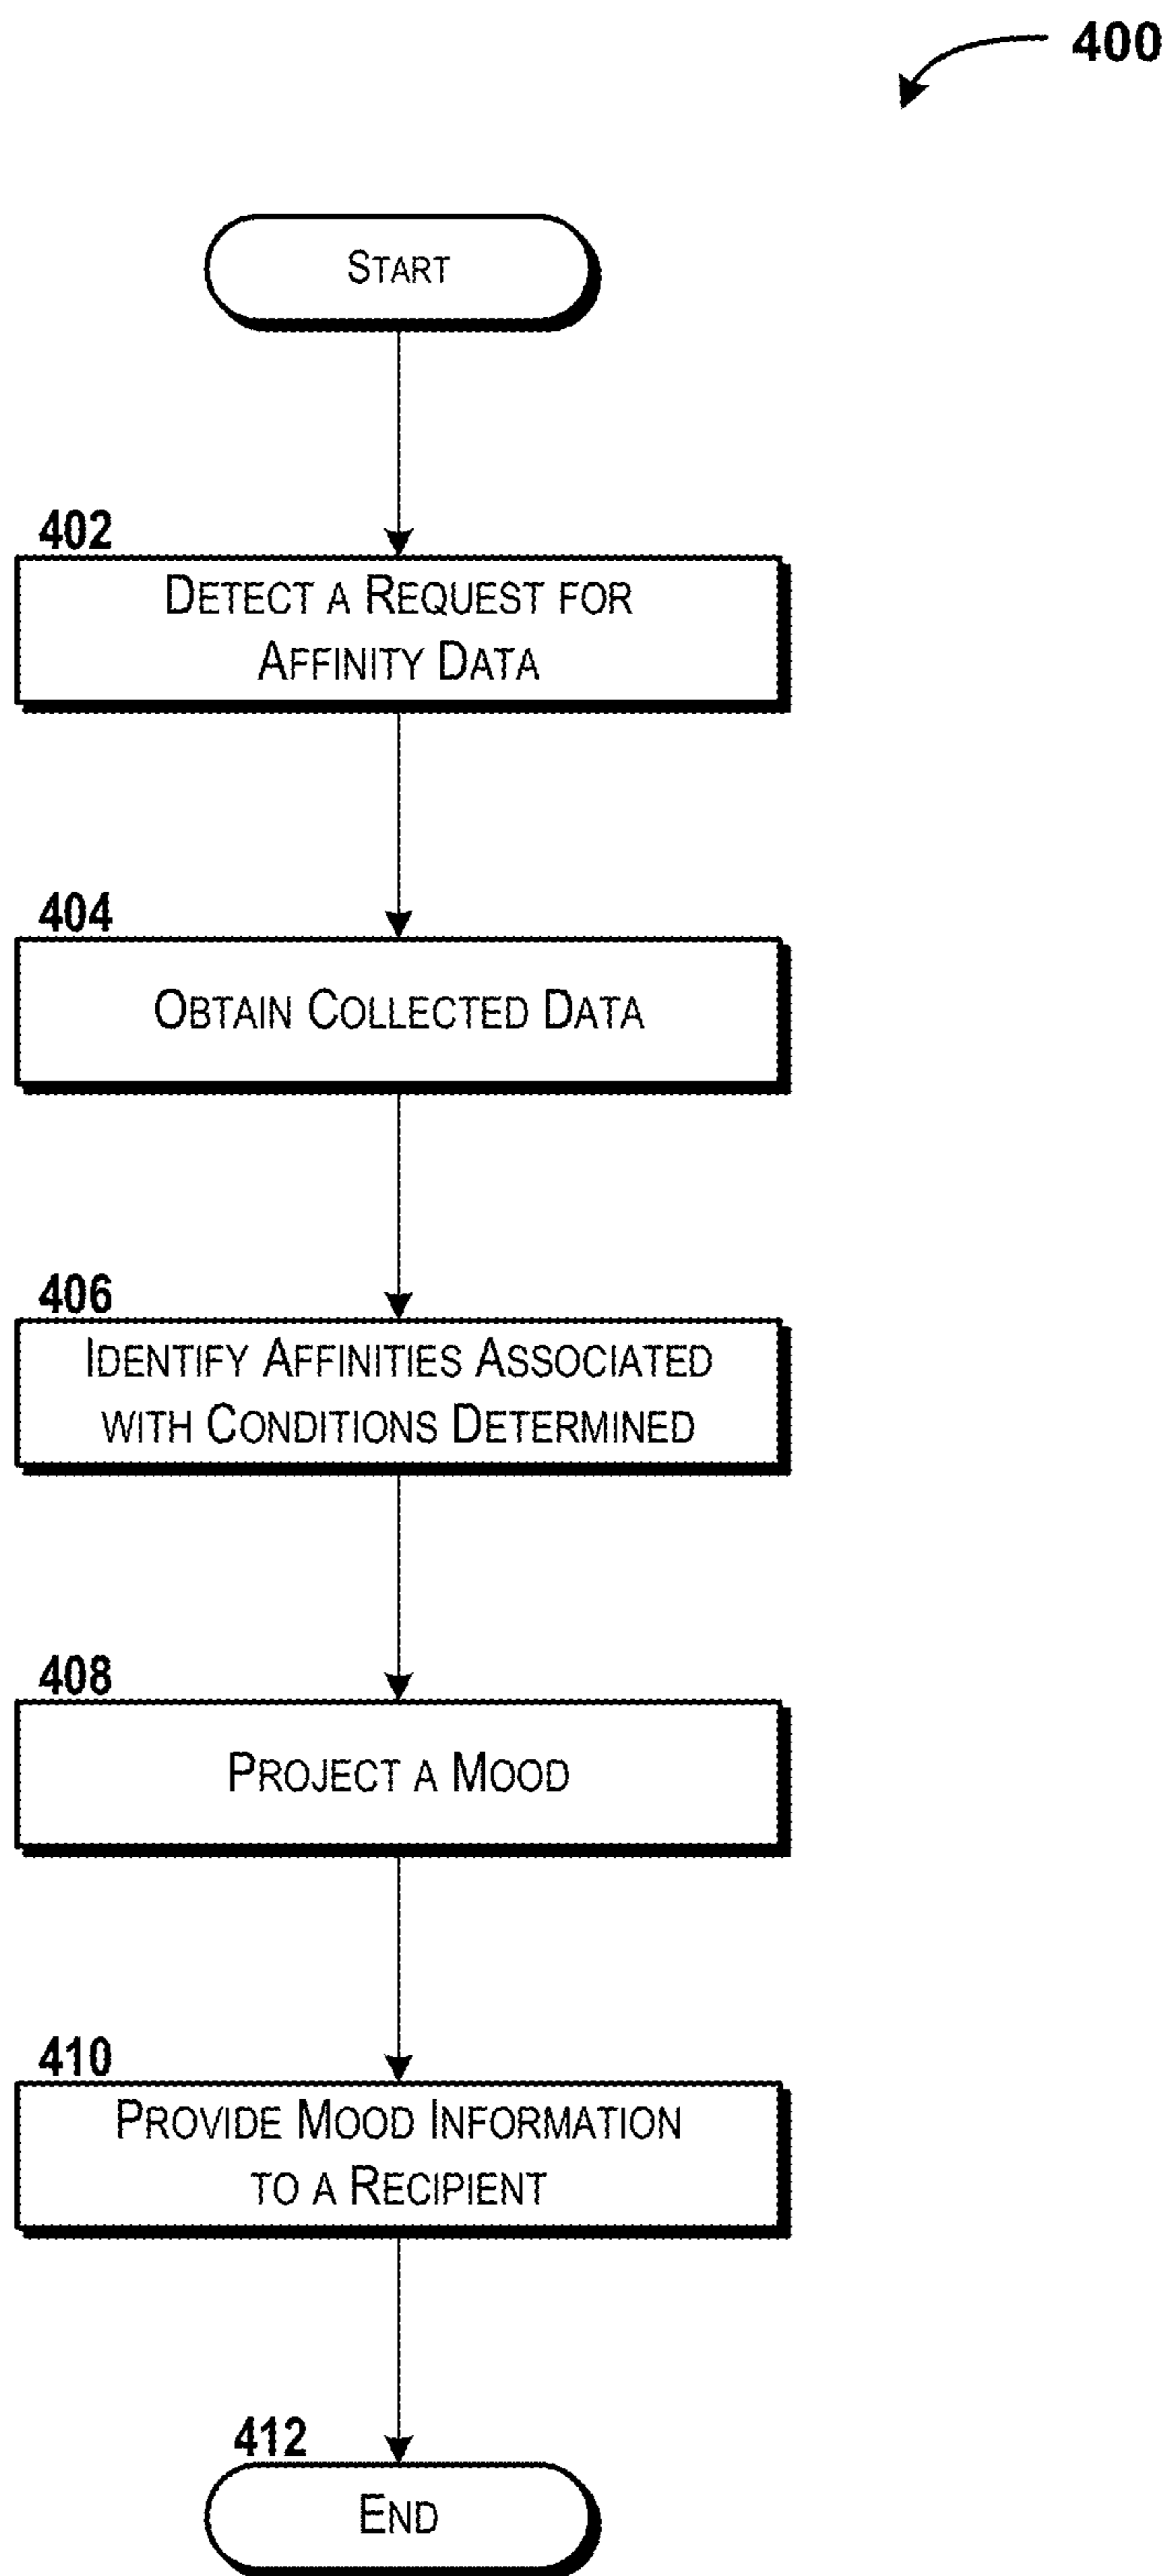 400
START
402
DETECT A REQUEST FOR
AFFINITY DATA
404
OBTAIN COLLECTED DATA
406
IDENTIFY AFFINITIES ASSOCIATED
WITH CONDITIONS DETERMINED
408
PROJECT A MOOD
410
PROVIDE MOOD INFORMATION
TO A RECIPIENT
412
END